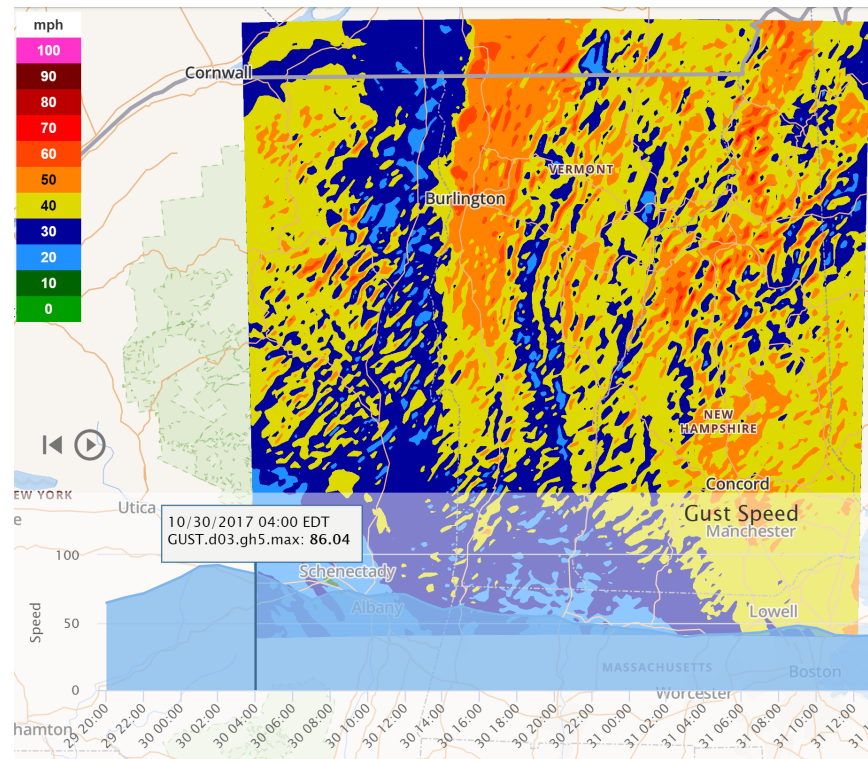 mph
100
90
80
70
60
50
40
30
20
10
0
Cornwall
VERMONT
Burlington
NEW
HAMPSHIRE
Concord
EW YORK
Utica
e
Gust Speed
Manchester
10/30/2017 04:00 EDT
GUST.d03.gh5.max: 86.04
100
Schenectady
Albany
Lowell
50
Speed
MASSACHUSETTS
Boston
0
Worcester
hamton
29 20:00
29 22:00
30 00:00
30 02:00
30 04:00
30 06:00
30 08:00
30 10:00
30 12:00
30 14:00
30 16:00
30 18:00
30 20:00
30 22:00
31 00:00
31 02:00
31 04:00
31 06:00
31 08:00
31 10:00
31 12:00